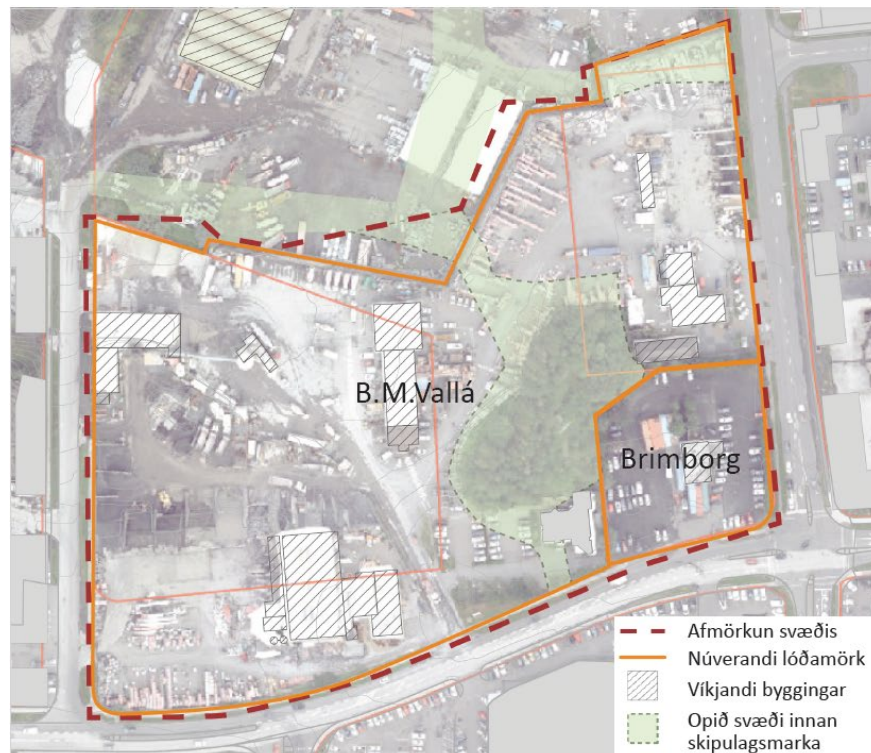 B.M.Vallá
Brimborg
Afmörkun svæðis
Núverandi lóðamörk
Víkjandi byggingar
Opið svæði innan
skipulagsmarka